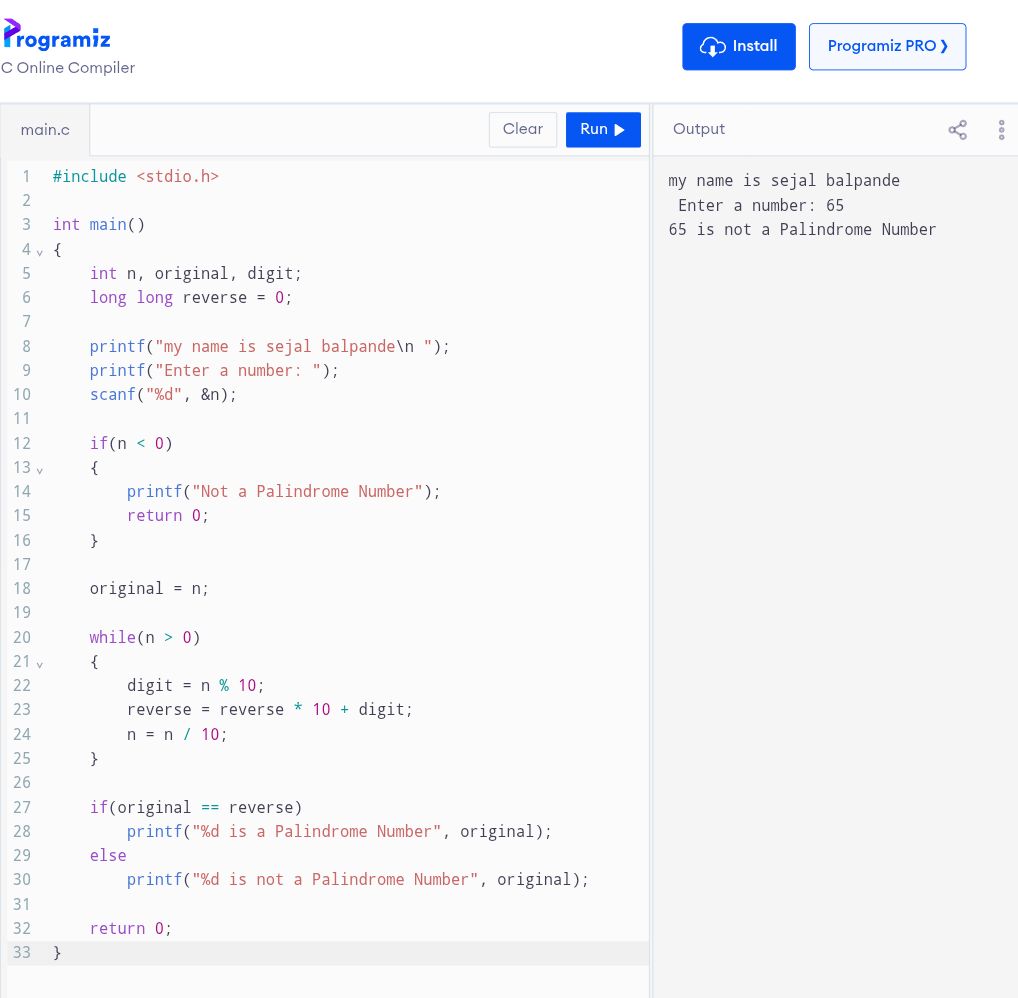 Programiz
C Online Compiler
Install
Programiz PRO ❯
main.c
Clear
Run
Output
1 #include <stdio.h>
2
3 int main()
4 {
5     int n, original, digit;
6     long long reverse = 0;
7
8     printf("my name is sejal balpande\n ");
9     printf("Enter a number: ");
10     scanf("%d", &n);
11
12     if(n < 0)
13     {
14         printf("Not a Palindrome Number");
15         return 0;
16     }
17
18     original = n;
19
20     while(n > 0)
21     {
22         digit = n % 10;
23         reverse = reverse * 10 + digit;
24         n = n / 10;
25     }
26
27     if(original == reverse)
28         printf("%d is a Palindrome Number", original);
29     else
30         printf("%d is not a Palindrome Number", original);
31
32     return 0;
33 }
my name is sejal balpande
 Enter a number: 65
65 is not a Palindrome Number